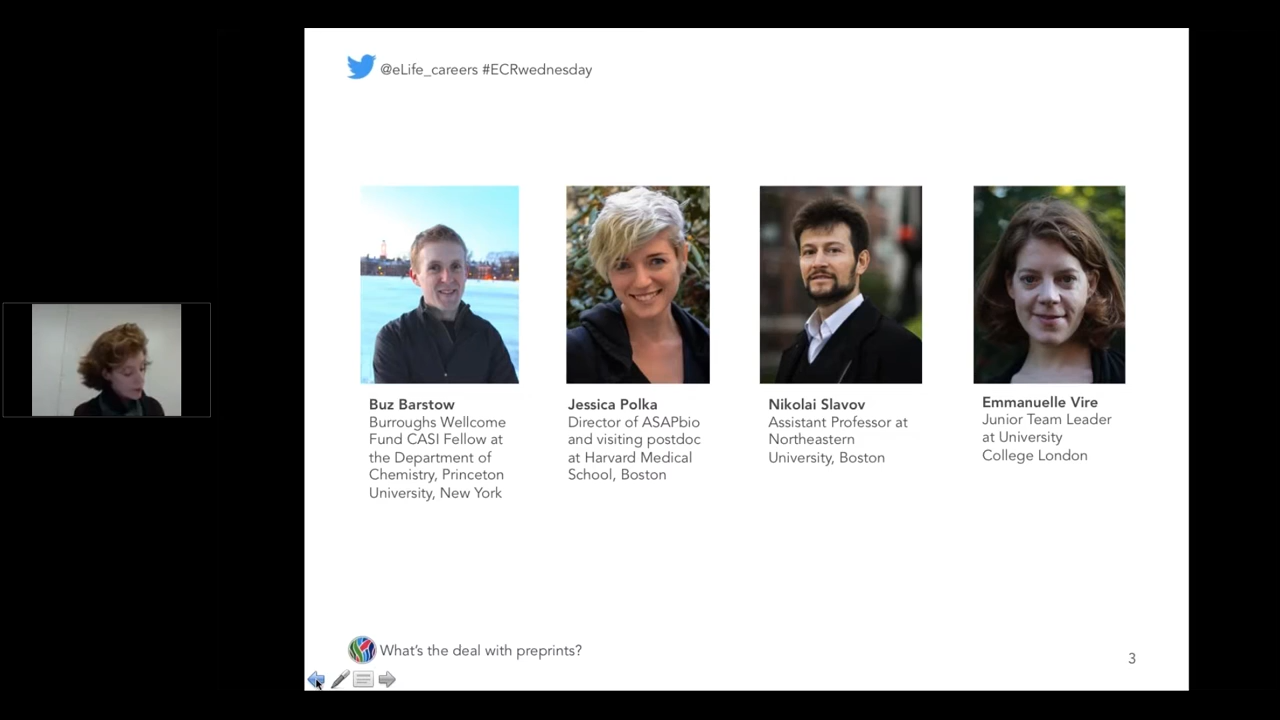 @eLife_careers #ECRwednesday
Buz Barstow
Burroughs Wellcome
Fund CASI Fellow at
the Department of
Chemistry, Princeton
University, New York
Jessica Polka
Director of ASAPbio
and visiting postdoc
at Harvard Medical
School, Boston
Nikolai Slavov
Assistant Professor at
Northeastern
University, Boston
Emmanuelle Vire
Junior Team Leader
at University
College London
What's the deal with preprints?
3